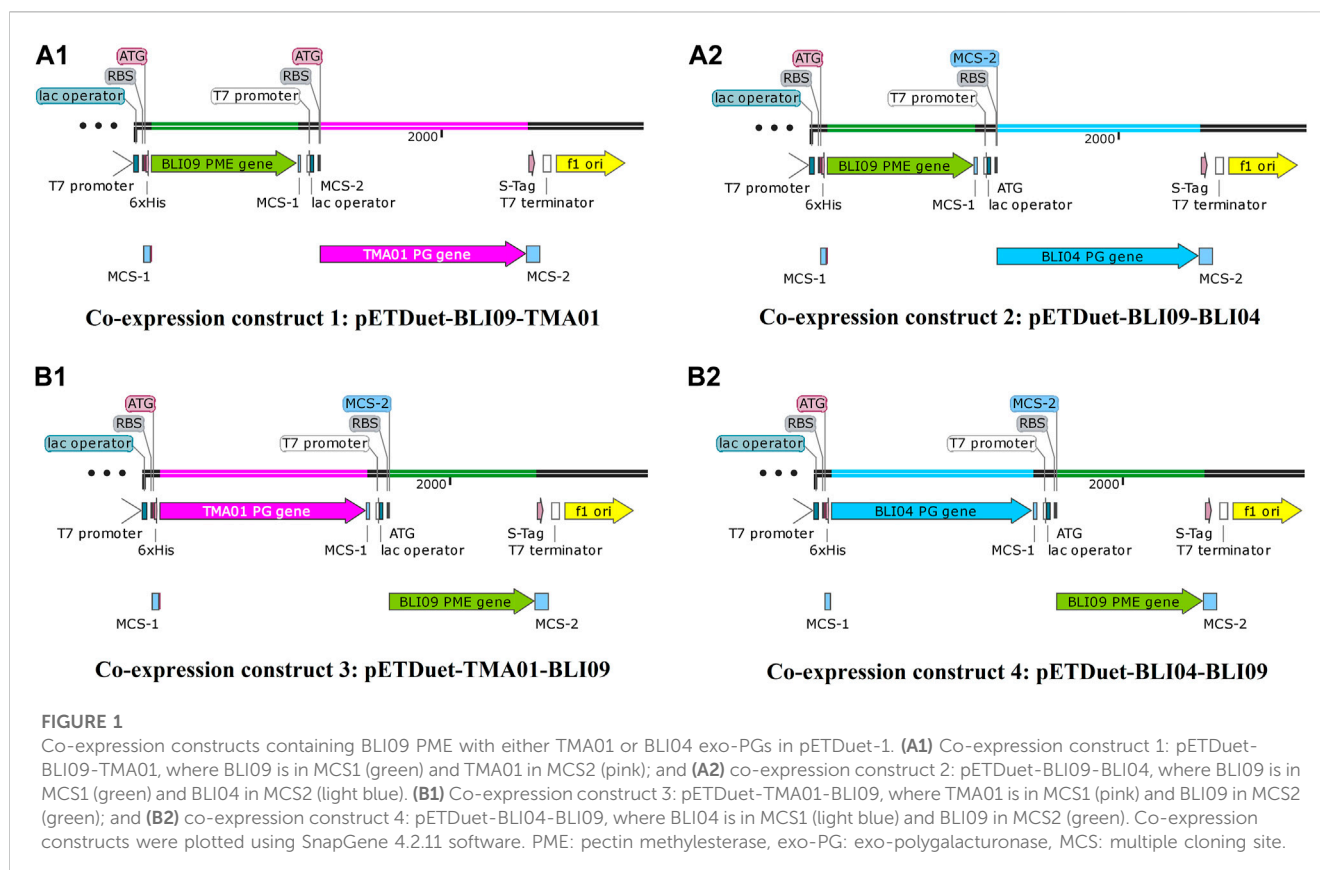 A1
ATG
RBS
lac operator
ATG
RBS
T7 promoter
2000
BLI09 PME gene
f1 ori
T7 promoter
6xHis
MCS-1
MCS-2
lac operator
S-Tag
T7 terminator
MCS-1
TMA01 PG gene
MCS-2
Co-expression construct 1: pETDuet-BLI09-TMA01
A2
ATG
RBS
lac operator
MCS-2
RBS
T7 promoter
2000
BLI09 PME gene
f1 ori
T7 promoter
6xHis
MCS-1
ATG
lac operator
S-Tag
T7 terminator
MCS-1
BLI04 PG gene
MCS-2
Co-expression construct 2: pETDuet-BLI09-BLI04
B1
ATG
RBS
lac operator
MCS-2
RBS
T7 promoter
2000
TMA01 PG gene
f1 ori
T7 promoter
6xHis
MCS-1
ATG
lac operator
S-Tag
T7 terminator
MCS-1
BLI09 PME gene
MCS-2
Co-expression construct 3: pETDuet-TMA01-BLI09
B2
ATG
RBS
lac operator
MCS-2
RBS
T7 promoter
2000
BLI04 PG gene
f1 ori
T7 promoter
6xHis
MCS-1
ATG
lac operator
S-Tag
T7 terminator
MCS-1
BLI09 PME gene
MCS-2
Co-expression construct 4: pETDuet-BLI04-BLI09
FIGURE 1
Co-expression constructs containing BLI09 PME with either TMA01 or BLI04 exo-PGs in pETDuet-1. (A1) Co-expression construct 1: pETDuet-
BLI09-TMA01, where BLI09 is in MCS1 (green) and TMA01 in MCS2 (pink); and (A2) co-expression construct 2: pETDuet-BLI09-BLI04, where BLI09 is in
MCS1 (green) and BLI04 in MCS2 (light blue). (B1) Co-expression construct 3: pETDuet-TMA01-BLI09, where TMA01 is in MCS1 (pink) and BLI09 in MCS2
(green); and (B2) co-expression construct 4: pETDuet-BLI04-BLI09, where BLI04 is in MCS1 (light blue) and BLI09 in MCS2 (green). Co-expression
constructs were plotted using SnapGene 4.2.11 software. PME: pectin methylesterase, exo-PG: exo-polygalacturonase, MCS: multiple cloning site.